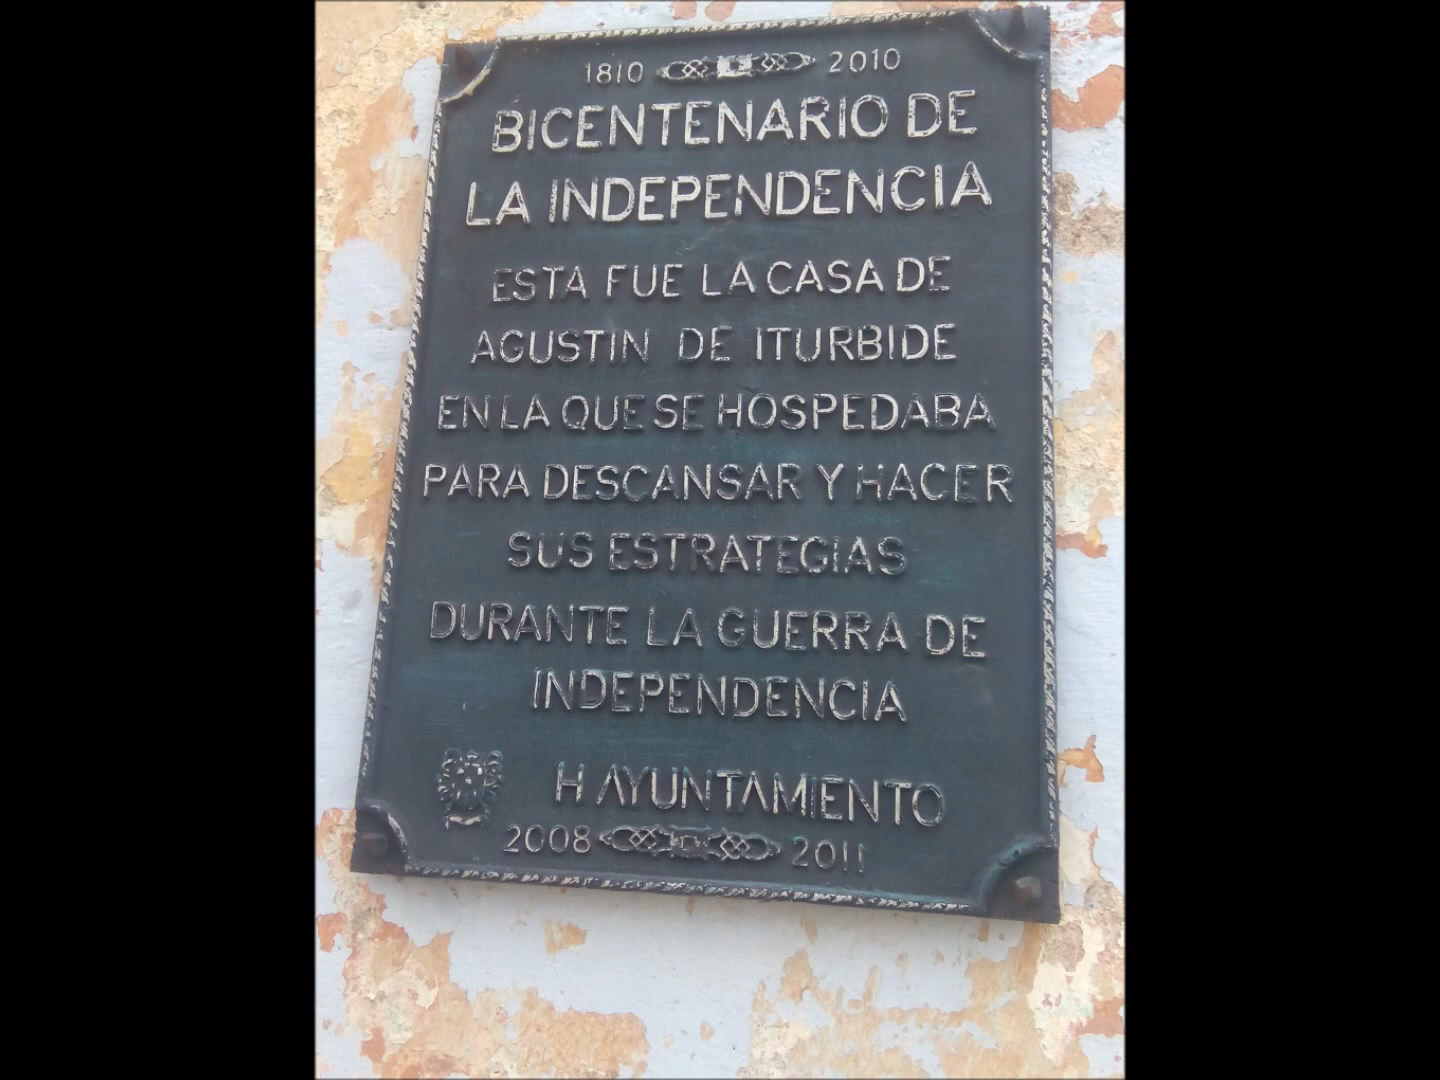 1810 2010
BICENTENARIO DE
LA INDEPENDENCIA
ESTA FUE LA CASA DE
AGUSTIN DE ITURBIDE
EN LA QUE SE HOSPEDABA
PARA DESCANSAR Y HACER
SUS ESTRATEGIAS
DURANTE LA GUERRA DE
INDEPENDENCIA
H AYUNTAMIENTO
2008 2011